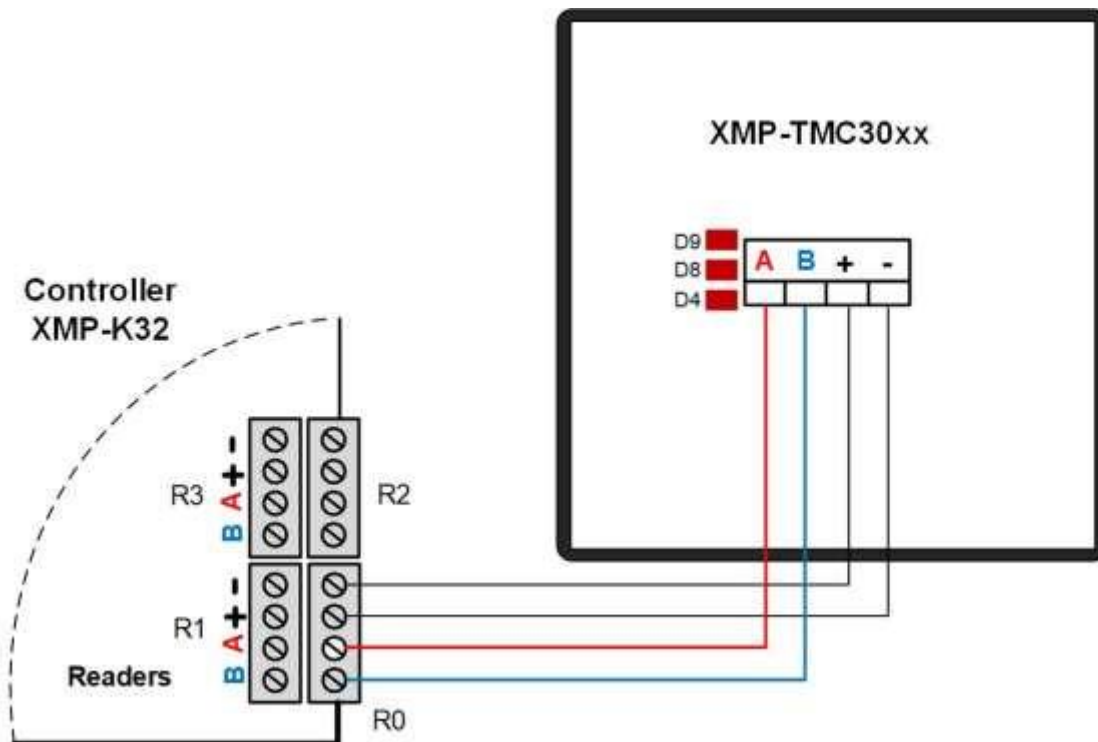 XMP-TMC30xx
D9
D8
D4
A B + -
Controller
XMP-K32
-
+
A
B
R3
R2
-
+
A
B
R1
Readers
R0